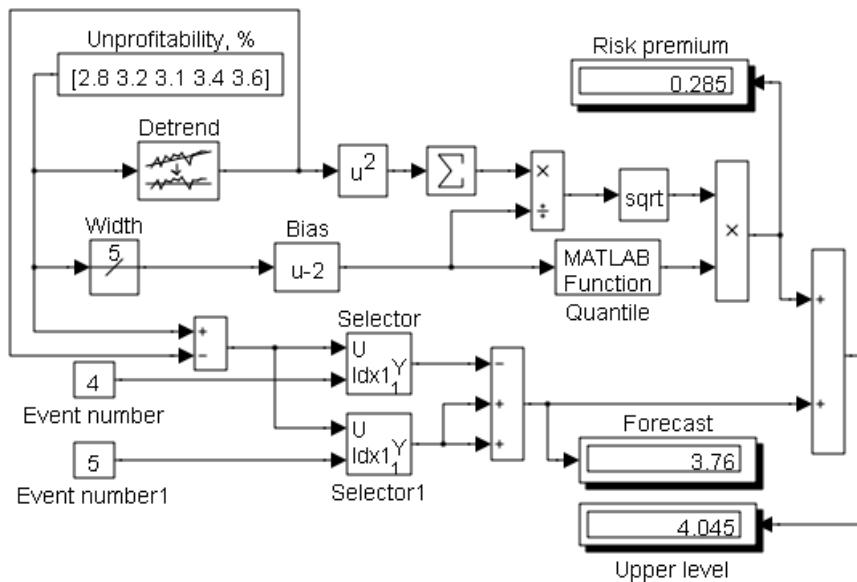 Unprofitability, %
[2.8 3.2 3.1 3.4 3.6]
Risk premium
0.285
Detrend
u²
∑
×
÷
sqrt
×
Width
5
Bias
u-2
MATLAB
Function
Quantile
+
-
Selector
U
Idx1 Y
1
4
Event number
-
+
+
+
+
U
Idx1 Y
1
Selector1
5
Event number1
Forecast
3.76
4.045
Upper level